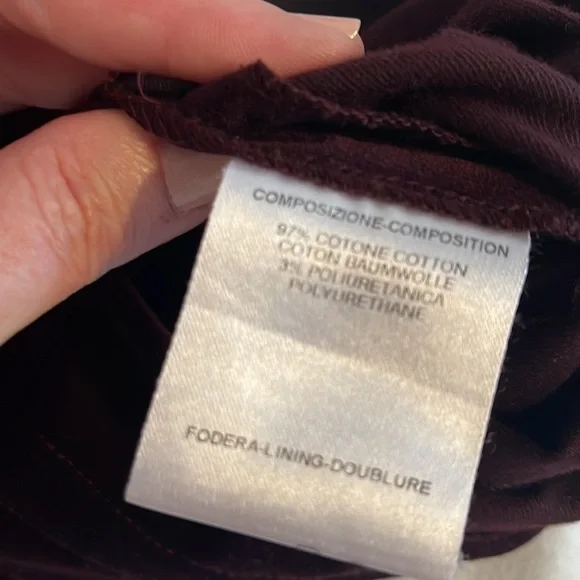 COMPOSIZIONE-COMPOSITION
97% COTONE COTTON
COTON BAUMWOLLE
3% POLIURETANICA
POLYURETHANE
FODERA-LINING-DOUBLURE